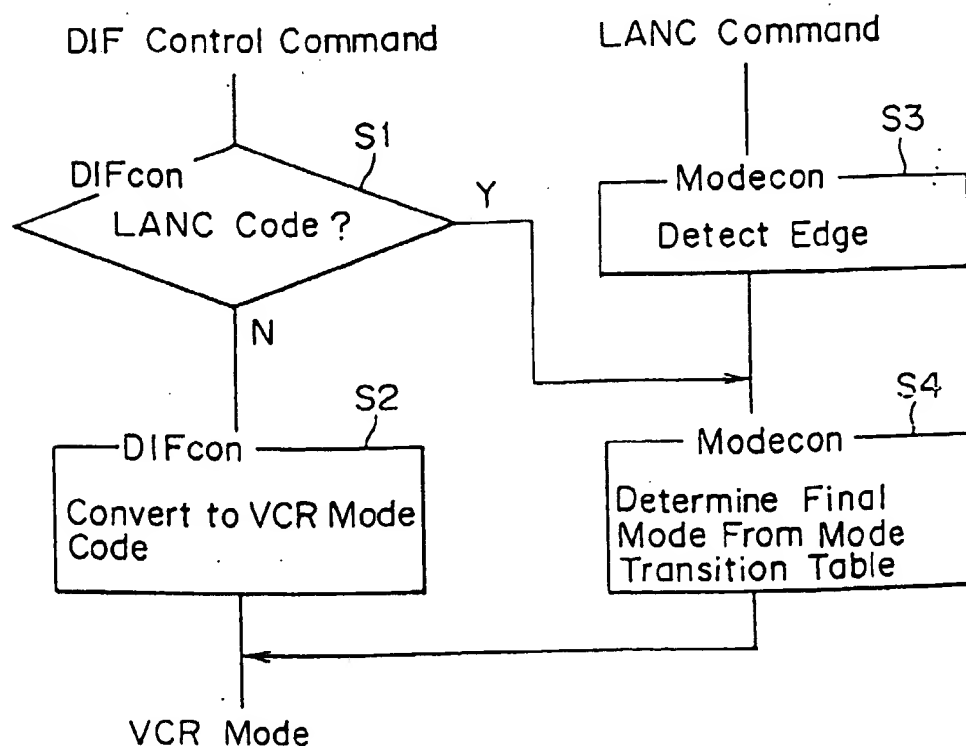 DIF Control Command
LANC Command
S1
DIFcon
LANC Code?
Y
N
S3
Modecon
Detect Edge
S2
DIFcon
Convert to VCR Mode
Code
S4
Modecon
Determine Final
Mode From Mode
Transition Table
VCR Mode